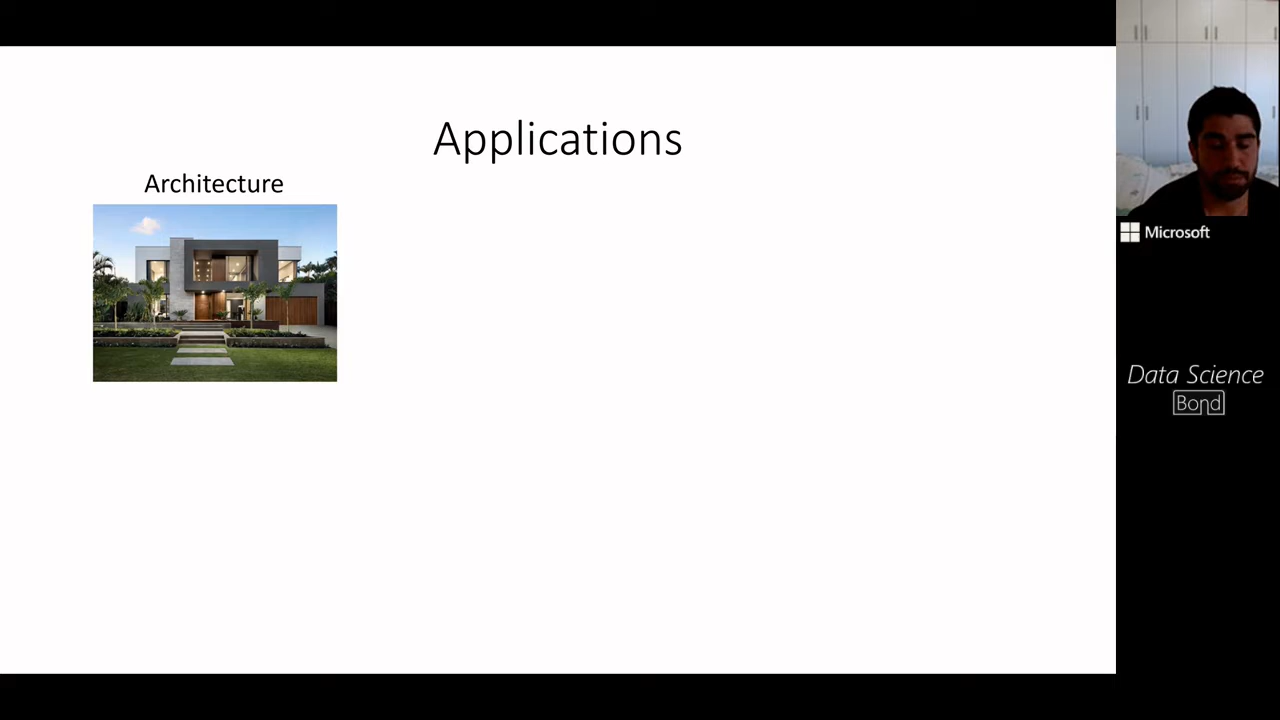 Applications
Architecture
Microsoft
Data Science
Bond